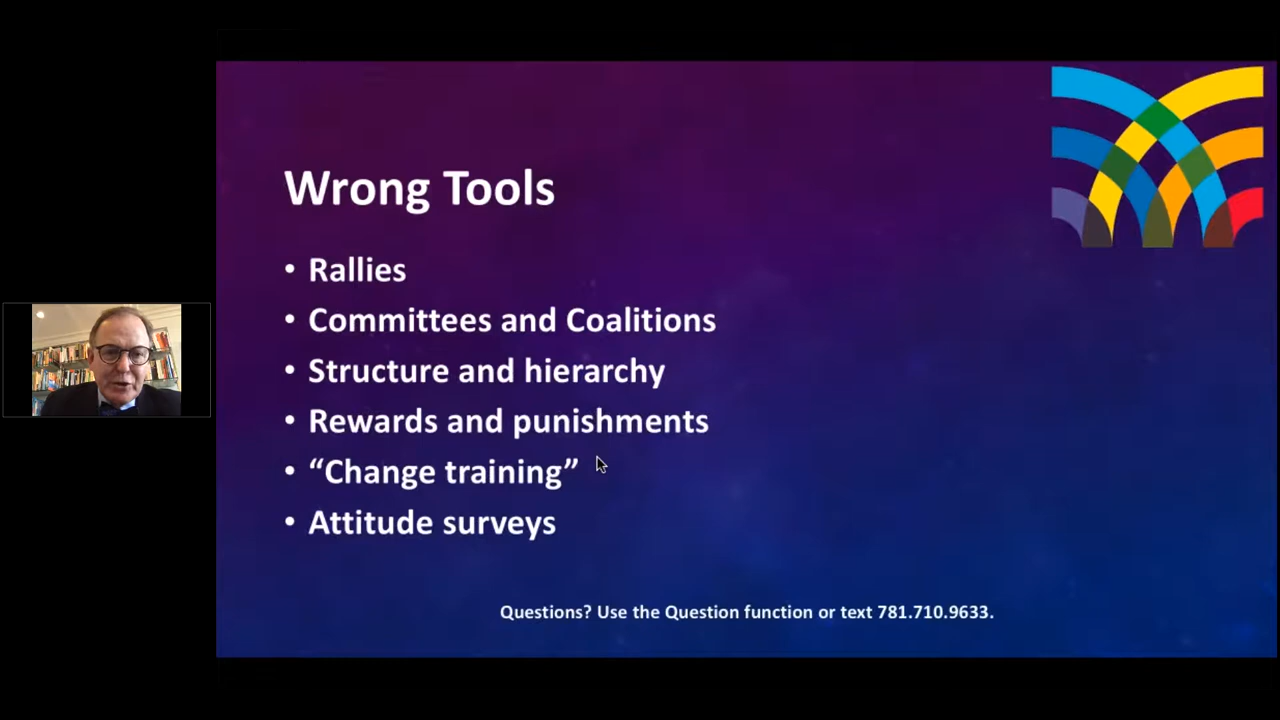 Wrong Tools
• Rallies
• Committees and Coalitions
• Structure and hierarchy
• Rewards and punishments
• “Change training”
• Attitude surveys
Questions? Use the Question function or text 781.710.9633.